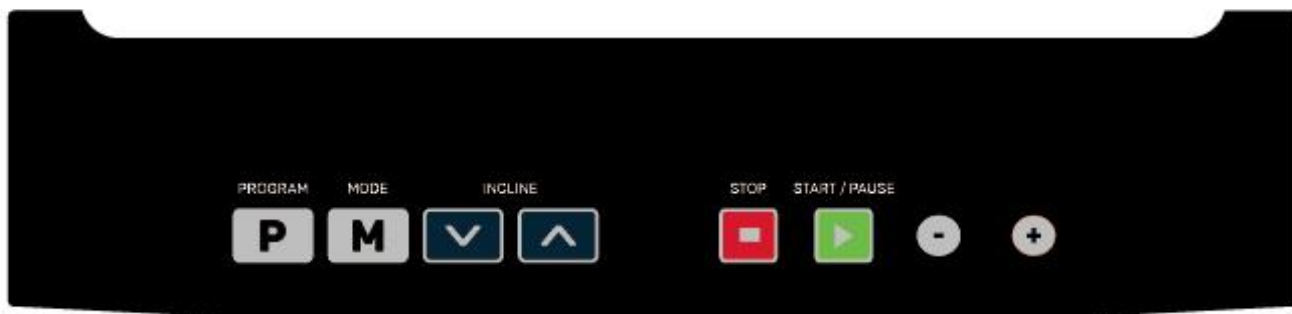 PROGRAM MODE INCLINE STOP START / PAUSE
P M - +